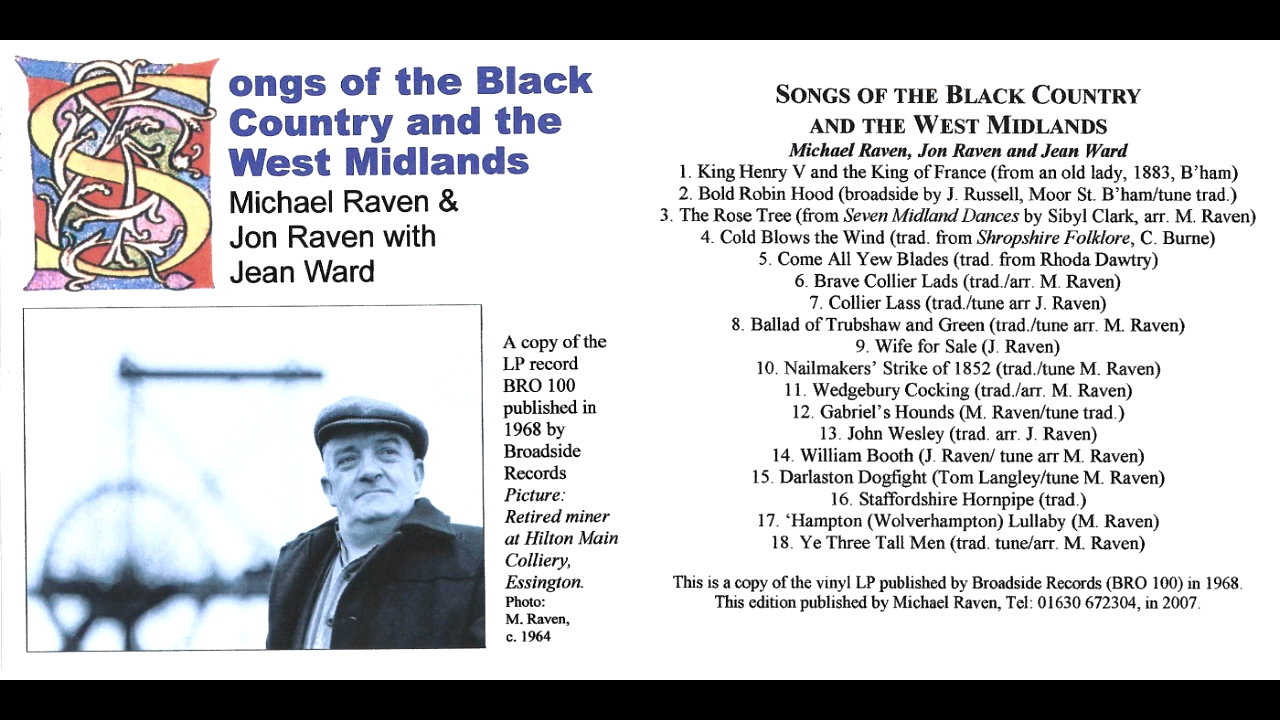 Songs of the Black
Country and the
West Midlands
Michael Raven &
Jon Raven with
Jean Ward
A copy of the
LP record
BRO 100
published in
1968 by
Broadside
Records
Picture:
Retired miner
at Hilton Main
Colliery,
Essington.
Photo:
M. Raven,
c. 1964
SONGS OF THE BLACK COUNTRY
AND THE WEST MIDLANDS
Michael Raven, Jon Raven and Jean Ward
1. King Henry V and the King of France (from an old lady, 1883, B'ham)
2. Bold Robin Hood (broadside by J. Russell, Moor St. B'ham/tune trad.)
3. The Rose Tree (from Seven Midland Dances by Sibyl Clark, arr. M. Raven)
4. Cold Blows the Wind (trad. from Shropshire Folklore, C. Burne)
5. Come All Yew Blades (trad. from Rhoda Dawtry)
6. Brave Collier Lads (trad./arr. M. Raven)
7. Collier Lass (trad./tune arr J. Raven)
8. Ballad of Trubshaw and Green (trad./tune arr. M. Raven)
9. Wife for Sale (J. Raven)
10. Nailmakers' Strike of 1852 (trad./tune M. Raven)
11. Wedgebury Cocking (trad./arr. M. Raven)
12. Gabriel's Hounds (M. Raven/tune trad.)
13. John Wesley (trad. arr. J. Raven)
14. William Booth (J. Raven/ tune arr M. Raven)
15. Darlaston Dogfight (Tom Langley/tune M. Raven)
16. Staffordshire Hornpipe (trad.)
17. ‘Hampton (Wolverhampton) Lullaby (M. Raven)
18. Ye Three Tall Men (trad. tune/arr. M. Raven)
This is a copy of the vinyl LP published by Broadside Records (BRO 100) in 1968.
This edition published by Michael Raven, Tel: 01630 672304, in 2007.